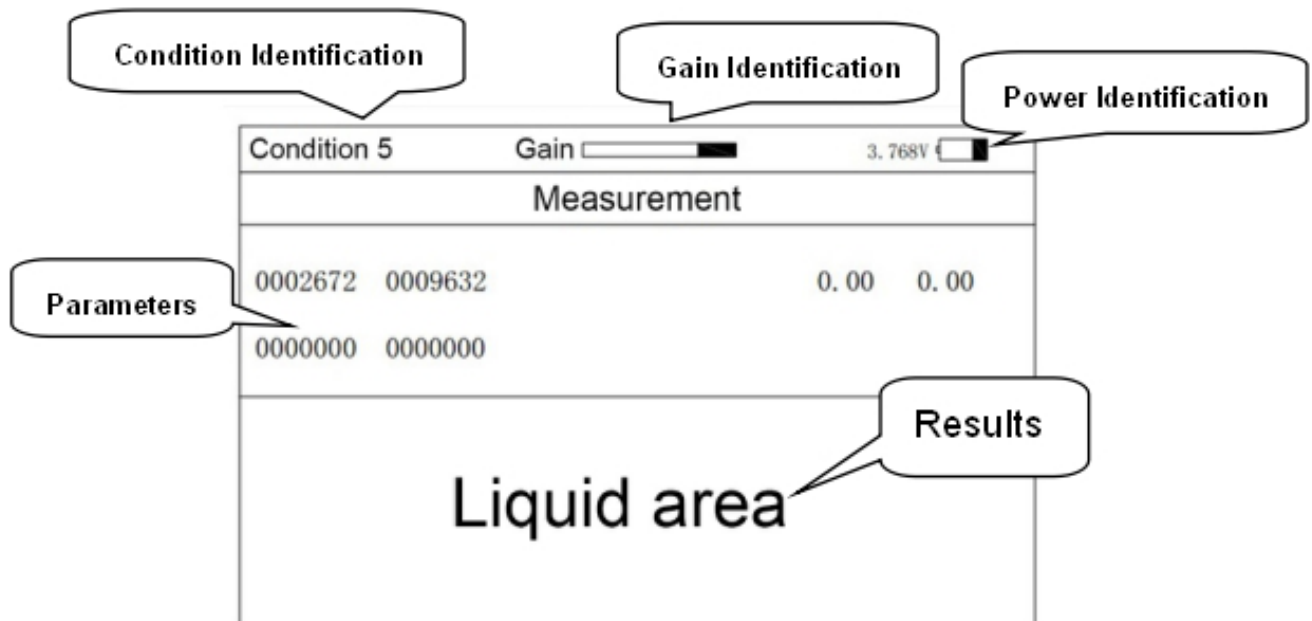 Condition Identification
Gain Identification
Power Identification
Condition 5 Gain 3.768V
Measurement
0002672 0009632 0.00 0.00
Parameters
0000000 0000000
Results
Liquid area